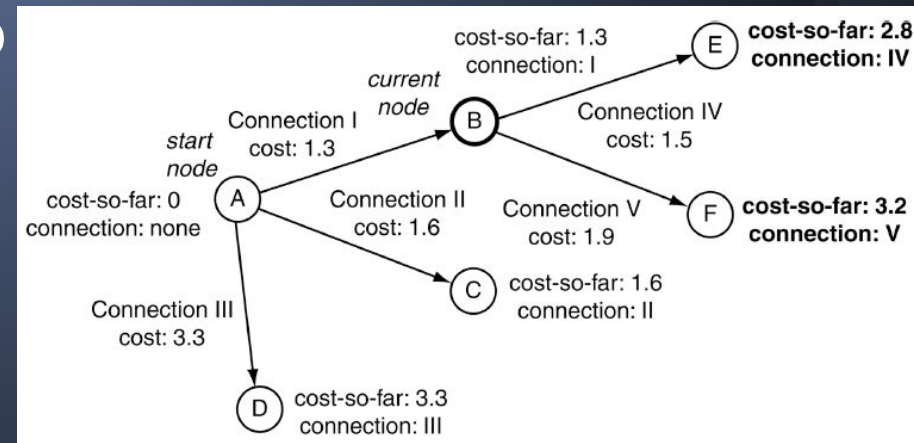 cost-so-far: 1.3
connection: I
E
cost-so-far: 2.8
connection: IV
current
node
B
Connection IV
cost: 1.5
Connection I
cost: 1.3
start
node
A
cost-so-far: 0
connection: none
Connection II
cost: 1.6
Connection V
cost: 1.9
F
cost-so-far: 3.2
connection: V
C
cost-so-far: 1.6
connection: II
Connection III
cost: 3.3
D
cost-so-far: 3.3
connection: III